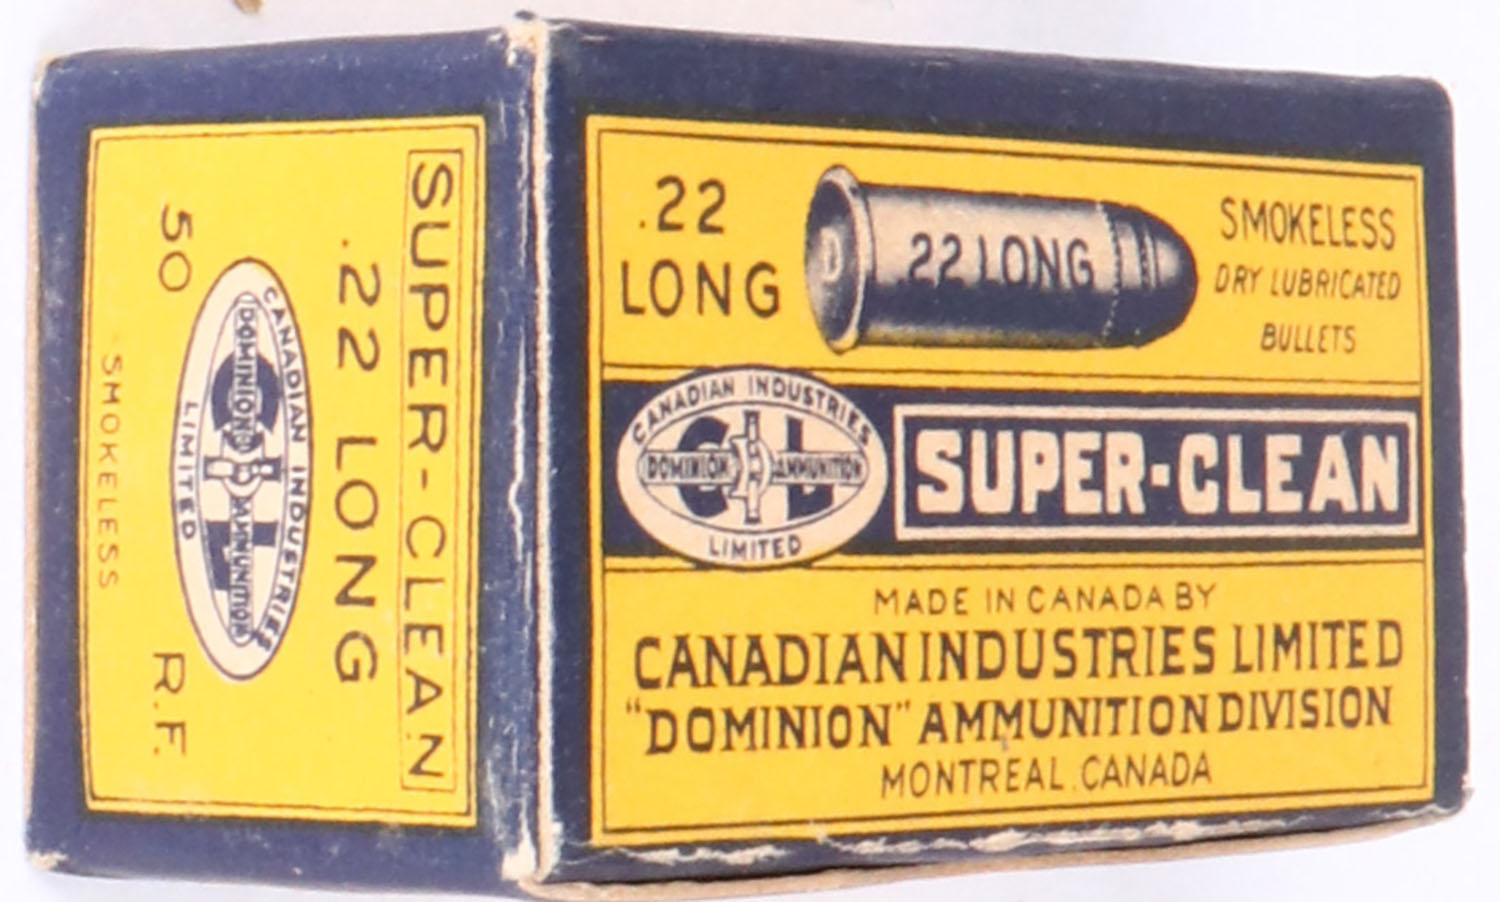 SUPER-CLEAN
.22 LONG
CANADIAN INDUSTRIES
DOMINION AMMUNITION
CIL
LIMITED
50 R.F.
SMOKELESS
.22
LONG
22 LONG
SMOKELESS
DRY LUBRICATED
BULLETS
CANADIAN INDUSTRIES
CIL
DOMINION AMMUNITION
LIMITED
SUPER-CLEAN
MADE IN CANADA BY
CANADIAN INDUSTRIES LIMITED
"DOMINION" AMMUNITION DIVISION
MONTREAL, CANADA